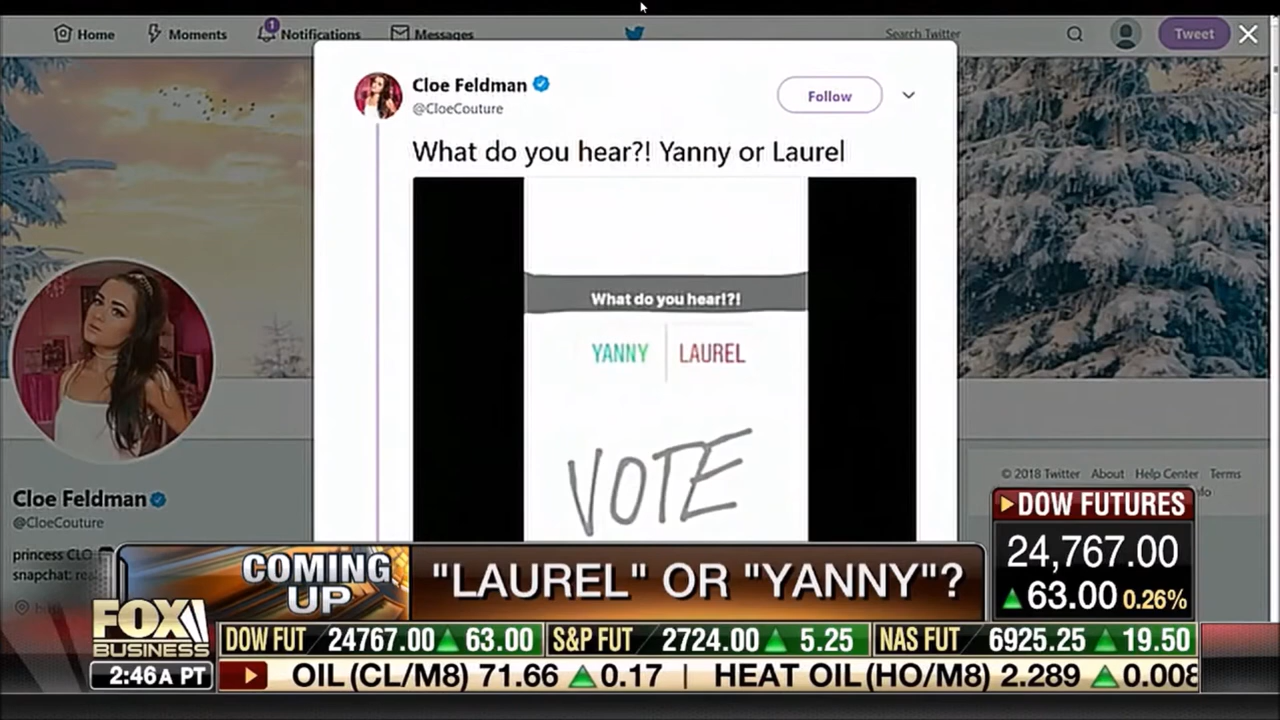 Home
Moments
1
Notifications
Messages
Search Twitter
Tweet
Cloe Feldman
@CloeCouture
Follow
What do you hear?! Yanny or Laurel
What do you hear!?!
YANNY
LAUREL
VOTE
Cloe Feldman
@CloeCouture
princess CLO
snapchat:
© 2018 Twitter About Help Center Terms
DOW FUTURES
24,767.00
63.00 0.26%
COMING UP
"LAUREL" OR "YANNY"?
FOX
BUSINESS
2:46A PT
DOW FUT 24767.00 63.00 S&P FUT 2724.00 5.25 NAS FUT 6925.25 19.50
OIL(CL/M8) 71.66 0.17 | HEAT OIL(HO/M8) 2.289 0.008